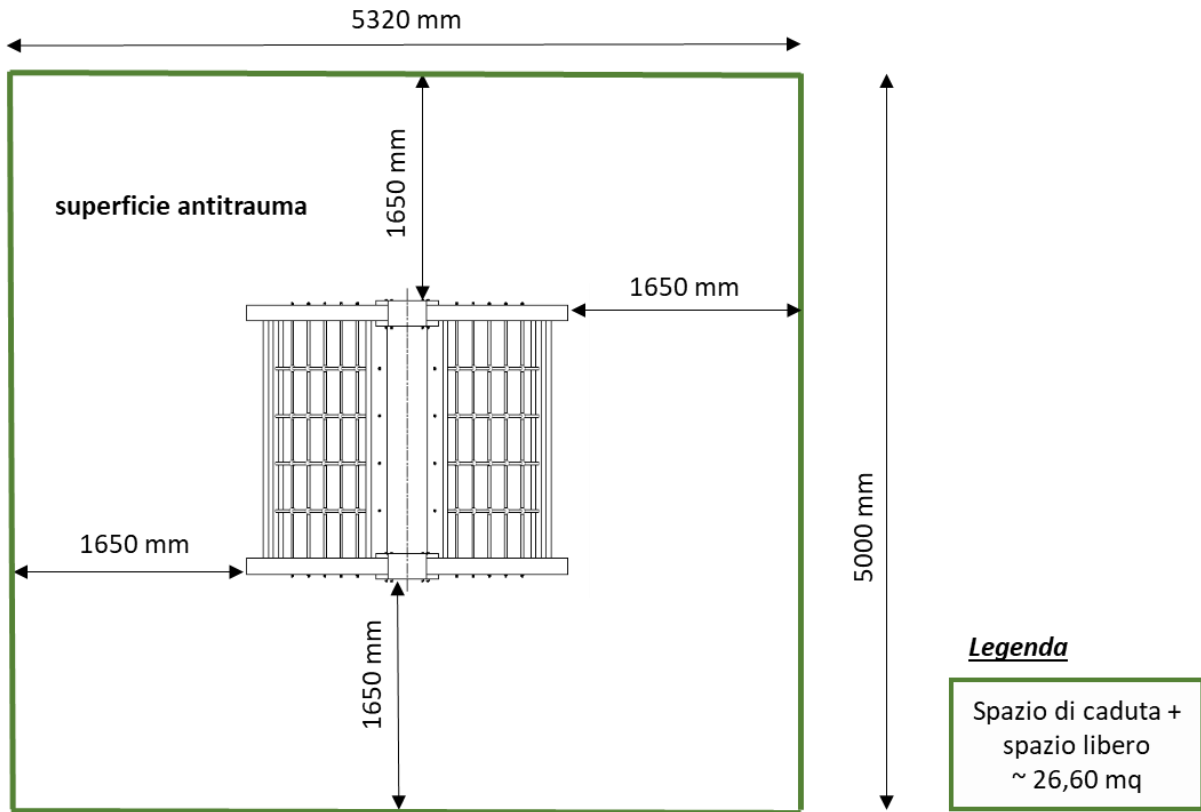 5320 mm
1650 mm
superficie antitrauma
1650 mm
1650 mm
5000 mm
1650 mm
Legenda
Spazio di caduta +
spazio libero
~ 26,60 mq